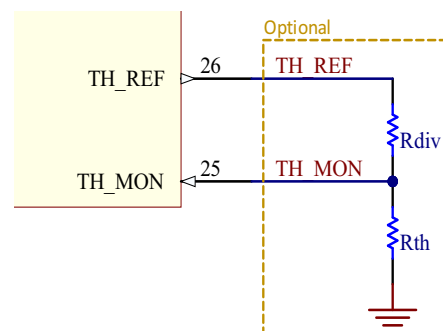 Optional
TH_REF 26 TH_REF
Rdiv
TH_MON 25 TH_MON
Rth